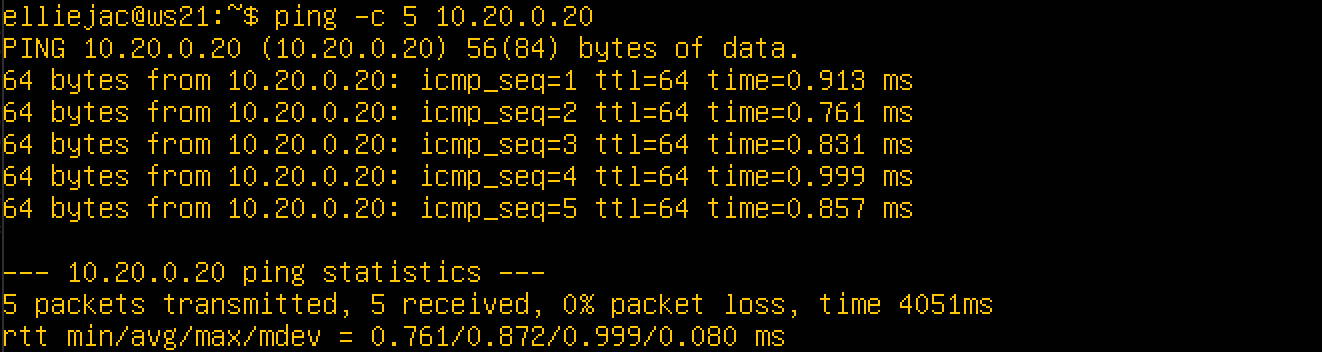 elliejac@ws21:~$ ping -c 5 10.20.0.20
PING 10.20.0.20 (10.20.0.20) 56(84) bytes of data.
64 bytes from 10.20.0.20: icmp_seq=1 ttl=64 time=0.913 ms
64 bytes from 10.20.0.20: icmp_seq=2 ttl=64 time=0.761 ms
64 bytes from 10.20.0.20: icmp_seq=3 ttl=64 time=0.831 ms
64 bytes from 10.20.0.20: icmp_seq=4 ttl=64 time=0.999 ms
64 bytes from 10.20.0.20: icmp_seq=5 ttl=64 time=0.857 ms

--- 10.20.0.20 ping statistics ---
5 packets transmitted, 5 received, 0% packet loss, time 4051ms
rtt min/avg/max/mdev = 0.761/0.872/0.999/0.080 ms